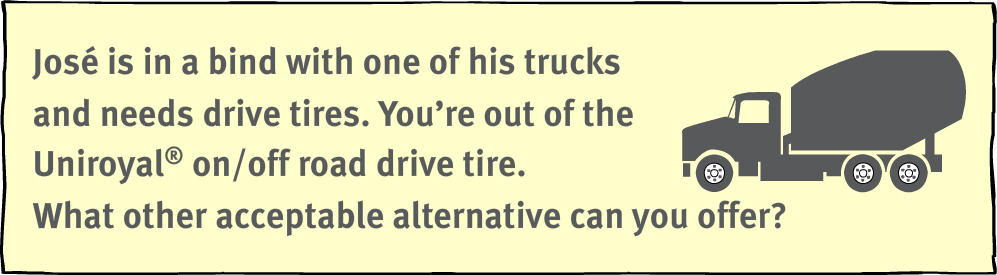 José is in a bind with one of his trucks
and needs drive tires. You’re out of the
Uniroyal® on/off road drive tire.
What other acceptable alternative can you offer?